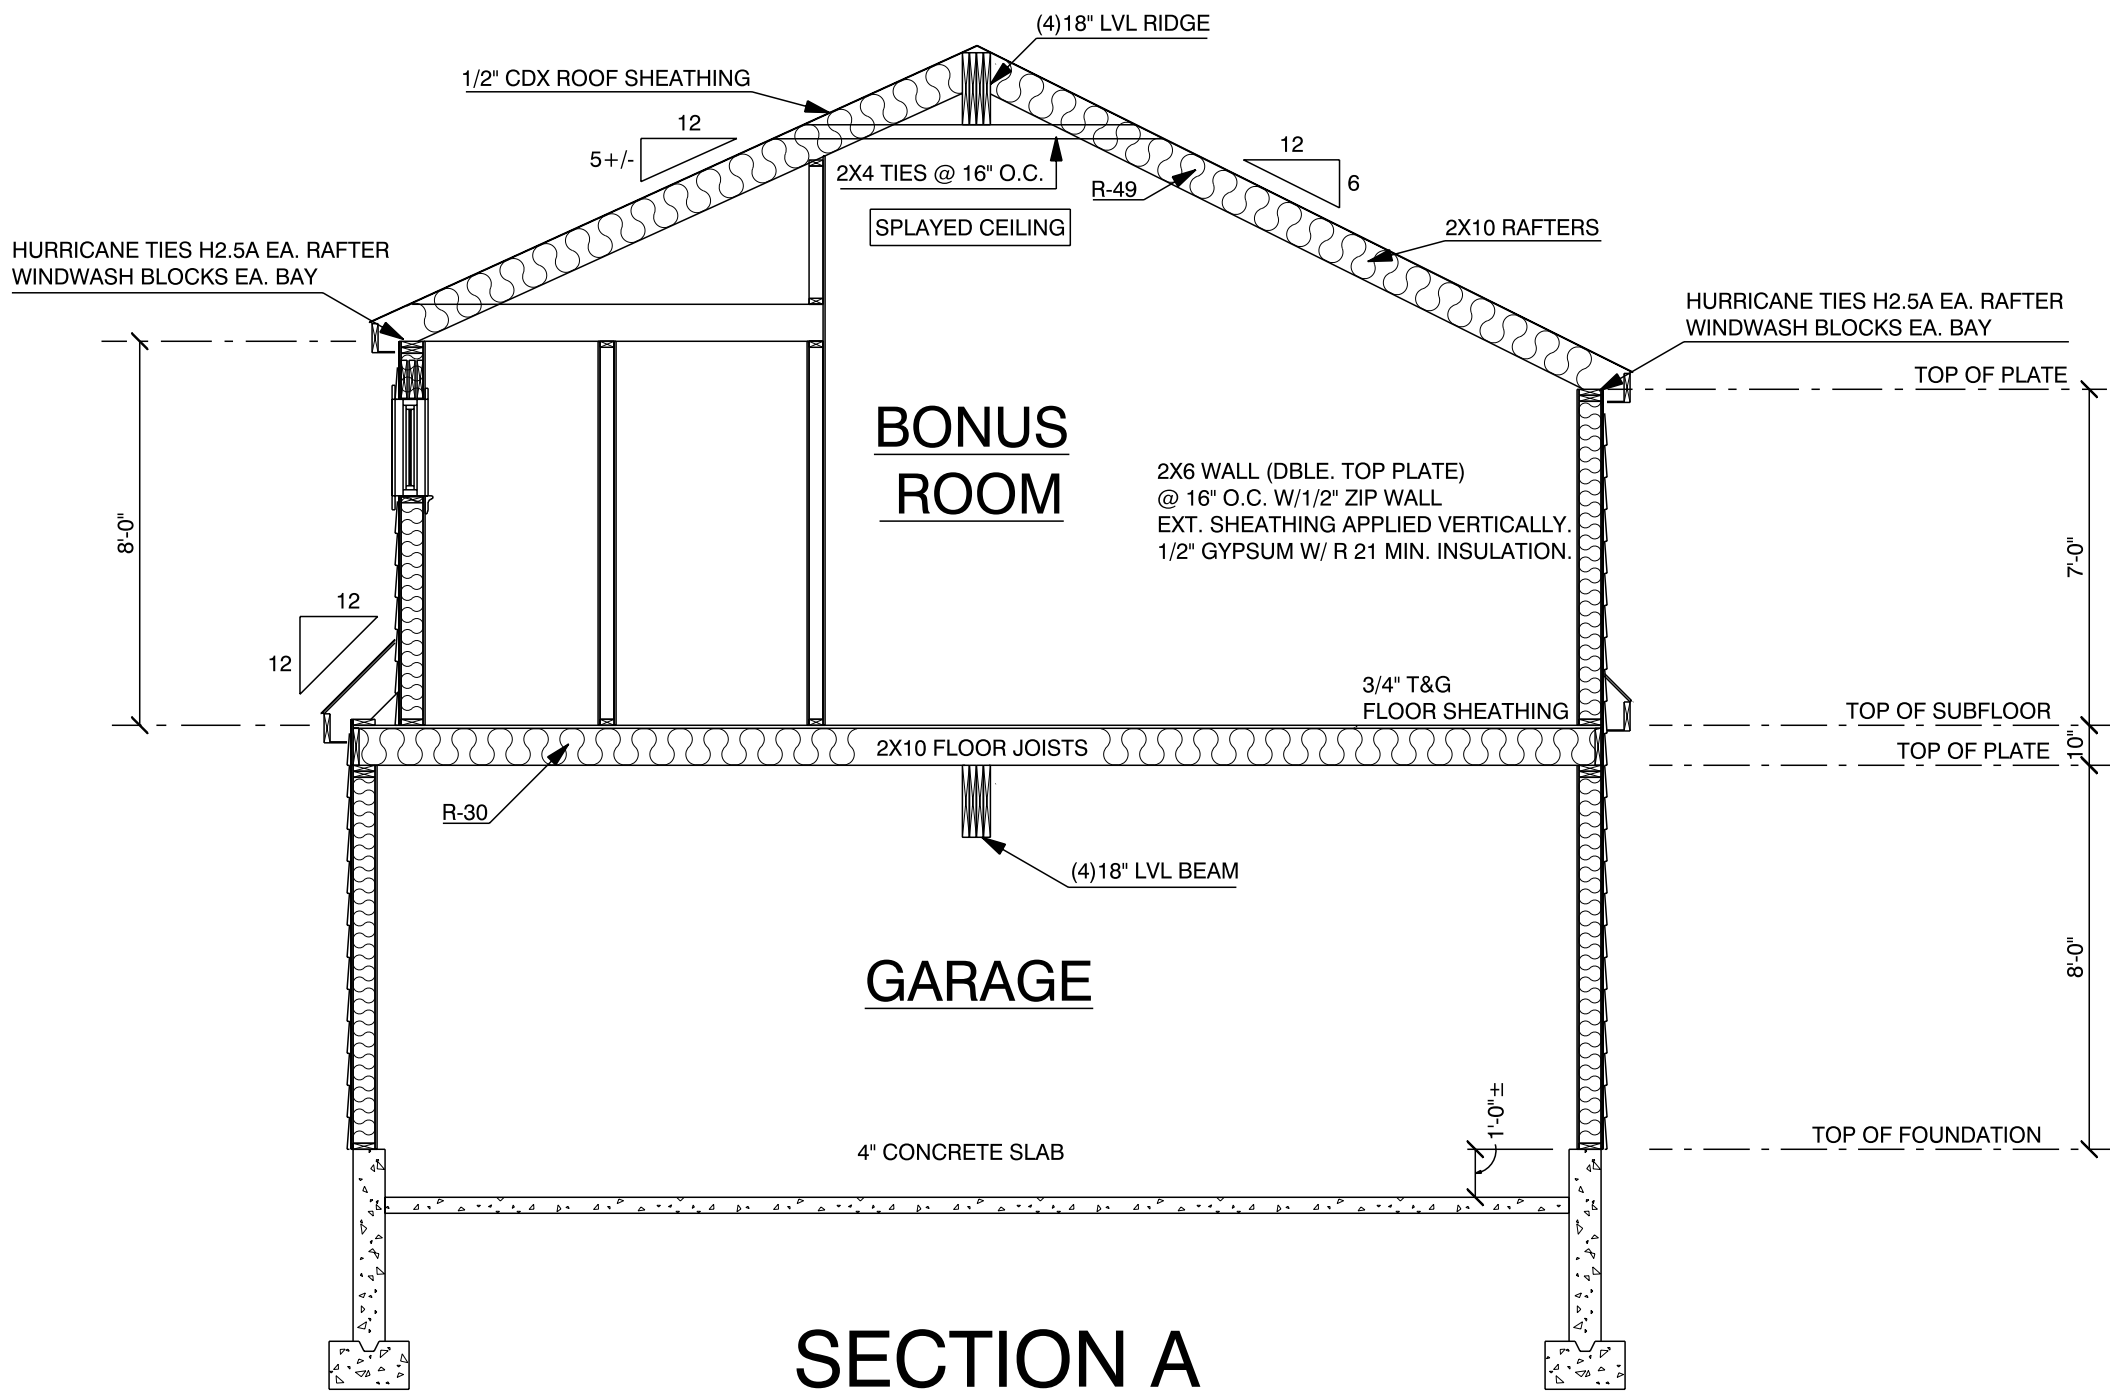 (4)18" LVL RIDGE
1/2" CDX ROOF SHEATHING
12
5+/-
12
6
2X4 TIES @ 16" O.C.
R-49
SPLAYED CEILING
2X10 RAFTERS
HURRICANE TIES H2.5A EA. RAFTER
WINDWASH BLOCKS EA. BAY
HURRICANE TIES H2.5A EA. RAFTER
WINDWASH BLOCKS EA. BAY
TOP OF PLATE
BONUS
ROOM
2X6 WALL (DBLE. TOP PLATE)
@ 16" O.C. W/1/2" ZIP WALL
EXT. SHEATHING APPLIED VERTICALLY.
1/2" GYPSUM W/ R 21 MIN. INSULATION.
8'-0"
7'-0"
12
12
3/4" T&G
FLOOR SHEATHING
TOP OF SUBFLOOR
10"
2X10 FLOOR JOISTS
TOP OF PLATE
R-30
(4)18" LVL BEAM
GARAGE
8'-0"
1'-0"±
TOP OF FOUNDATION
4" CONCRETE SLAB
SECTION A